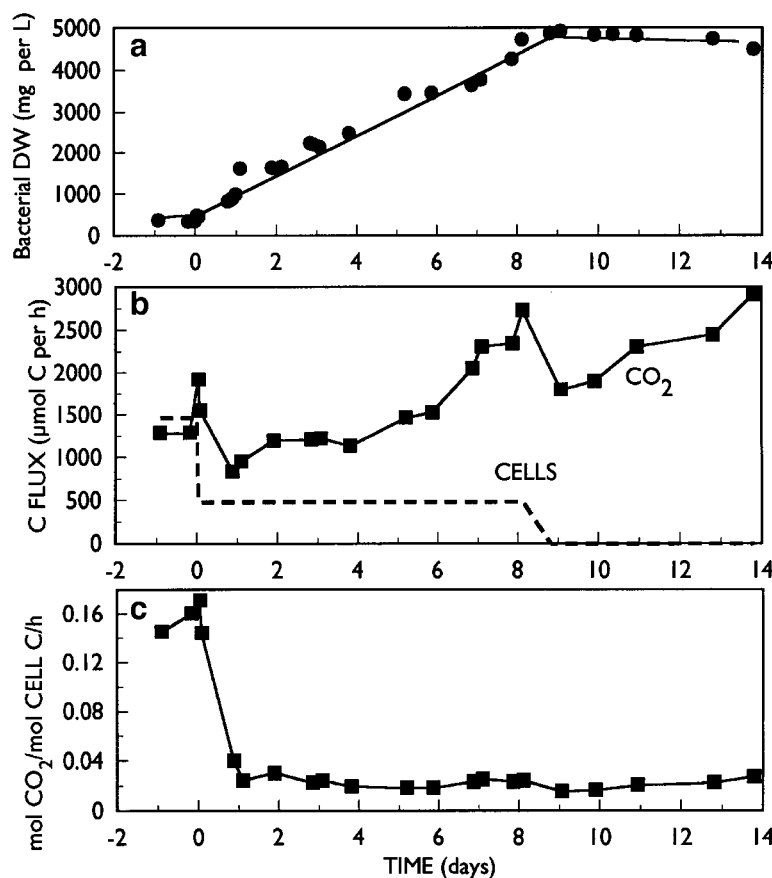 a
Bacterial DW (mg per L)
5000
4000
3000
2000
1000
0
-2 0 2 4 6 8 10 12 14
b
C FLUX (µmol C per h)
3000
2500
2000
1500
1000
500
0
CO2
CELLS
-2 0 2 4 6 8 10 12 14
c
mol CO2/mol CELL C/h
0.16
0.12
0.08
0.04
0
-2 0 2 4 6 8 10 12 14
TIME (days)